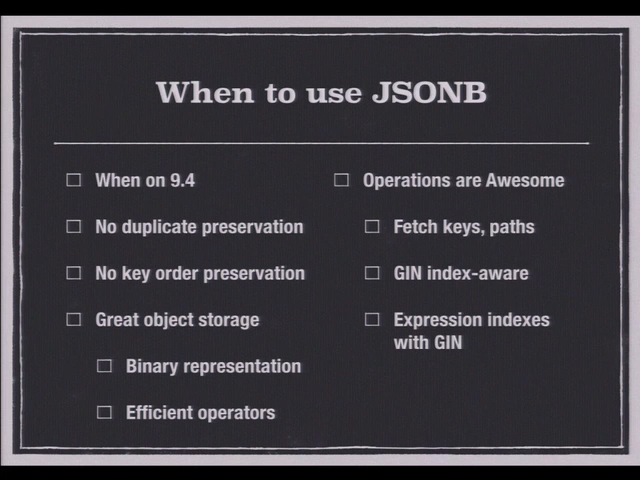 When to use JSONB
When on 9.4
No duplicate preservation
No key order preservation
Great object storage
Binary representation
Efficient operators
Operations are Awesome
Fetch keys, paths
GIN index-aware
Expression indexes
with GIN